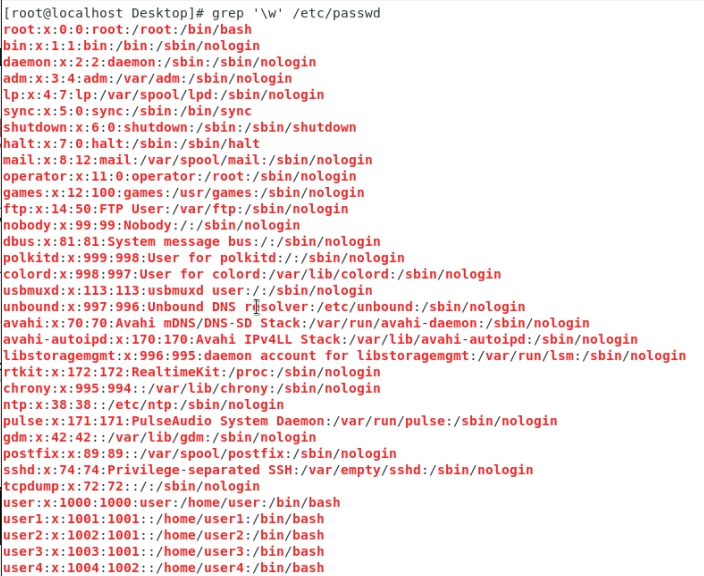 [root@localhost Desktop]# grep '\w' /etc/passwd
root:x:0:0:root:/root:/bin/bash
bin:x:1:1:bin:/bin:/sbin/nologin
daemon:x:2:2:daemon:/sbin:/sbin/nologin
adm:x:3:4:adm:/var/adm:/sbin/nologin
lp:x:4:7:lp:/var/spool/lpd:/sbin/nologin
sync:x:5:0:sync:/sbin:/bin/sync
shutdown:x:6:0:shutdown:/sbin:/sbin/shutdown
halt:x:7:0:halt:/sbin:/sbin/halt
mail:x:8:12:mail:/var/spool/mail:/sbin/nologin
operator:x:11:0:operator:/root:/sbin/nologin
games:x:12:100:games:/usr/games:/sbin/nologin
ftp:x:14:50:FTP User:/var/ftp:/sbin/nologin
nobody:x:99:99:Nobody:/:/sbin/nologin
dbus:x:81:81:System message bus:/:/sbin/nologin
polkitd:x:999:998:User for polkitd:/:/sbin/nologin
colord:x:998:997:User for colord:/var/lib/colord:/sbin/nologin
usbmuxd:x:113:113:usbmuxd user:/:/sbin/nologin
unbound:x:997:996:Unbound DNS resolver:/etc/unbound:/sbin/nologin
avahi:x:70:70:Avahi mDNS/DNS-SD Stack:/var/run/avahi-daemon:/sbin/nologin
avahi-autoipd:x:170:170:Avahi IPv4LL Stack:/var/lib/avahi-autoipd:/sbin/nologin
libstoragemgmt:x:996:995:daemon account for libstoragemgmt:/var/run/lsm:/sbin/nologin
rtkit:x:172:172:RealtimeKit:/proc:/sbin/nologin
chrony:x:995:994::/var/lib/chrony:/sbin/nologin
ntp:x:38:38::/etc/ntp:/sbin/nologin
pulse:x:171:171:PulseAudio System Daemon:/var/run/pulse:/sbin/nologin
gdm:x:42:42::/var/lib/gdm:/sbin/nologin
postfix:x:89:89::/var/spool/postfix:/sbin/nologin
sshd:x:74:74:Privilege-separated SSH:/var/empty/sshd:/sbin/nologin
tcpdump:x:72:72::/:/sbin/nologin
user:x:1000:1000:user:/home/user:/bin/bash
user1:x:1001:1001::/home/user1:/bin/bash
user2:x:1002:1001::/home/user2:/bin/bash
user3:x:1003:1001::/home/user3:/bin/bash
user4:x:1004:1002::/home/user4:/bin/bash